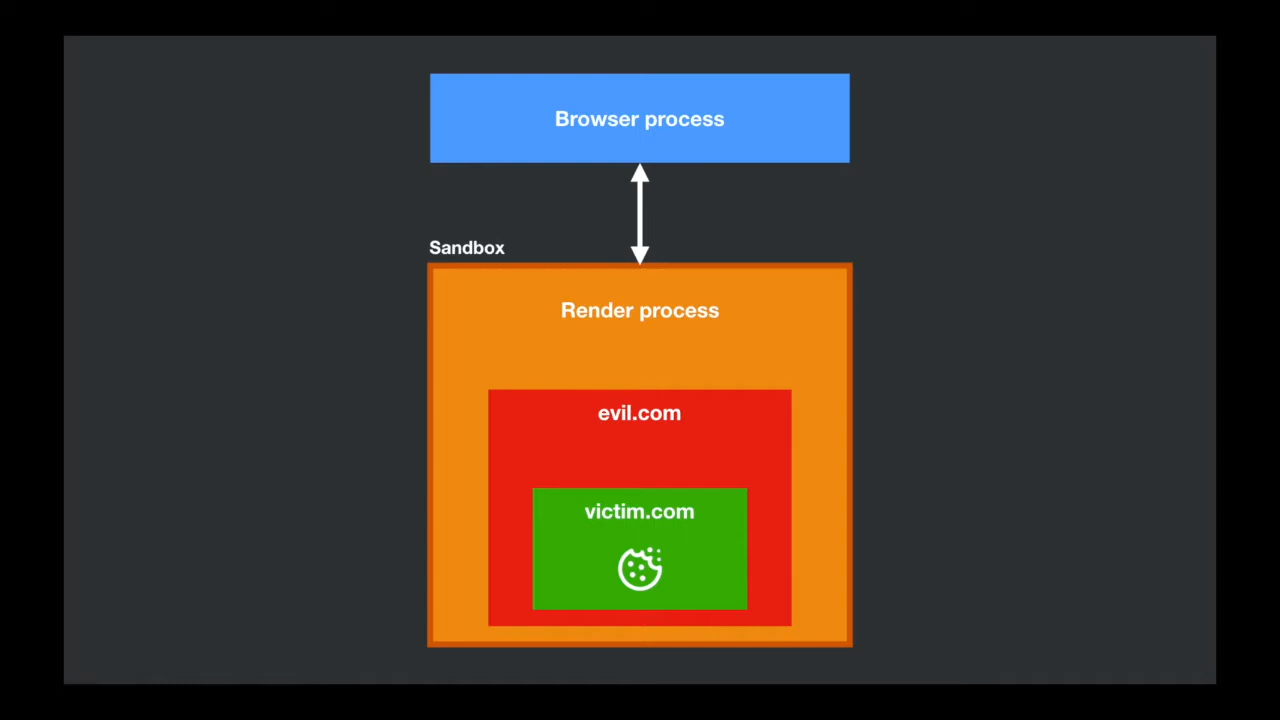 Browser process
Sandbox
Render process
evil.com
victim.com